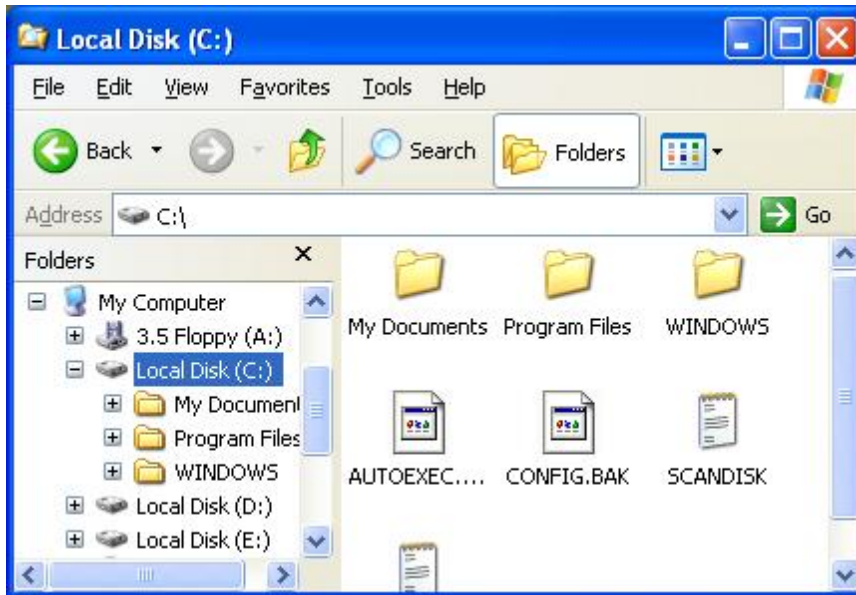 Local Disk (C:)
File Edit View Favorites Tools Help
Back Search Folders
Address C:\ Go
Folders
My Computer
3.5 Floppy (A:)
Local Disk (C:)
My Document
Program Files
WINDOWS
Local Disk (D:)
Local Disk (E:)
My Documents Program Files WINDOWS
AUTOEXEC.... CONFIG.BAK SCANDISK